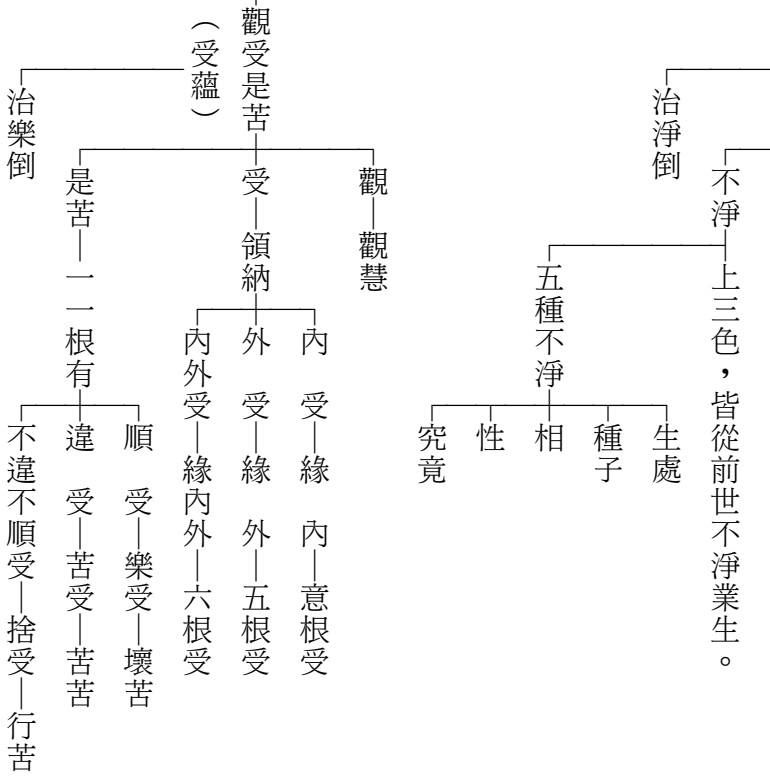 不淨
上三色，皆從前世不淨業生。
五種不淨
生處
種子
相
性
究竟
治淨倒
觀受是苦
（受蘊）
觀—觀慧
受—領納
內　受—緣　內—意根受
外　受—緣　外—五根受
內外受—緣內外—六根受
是苦—一一根有
順　受—樂受—壞苦
違　受—苦受—苦苦
不違不順受—捨受—行苦
治樂倒